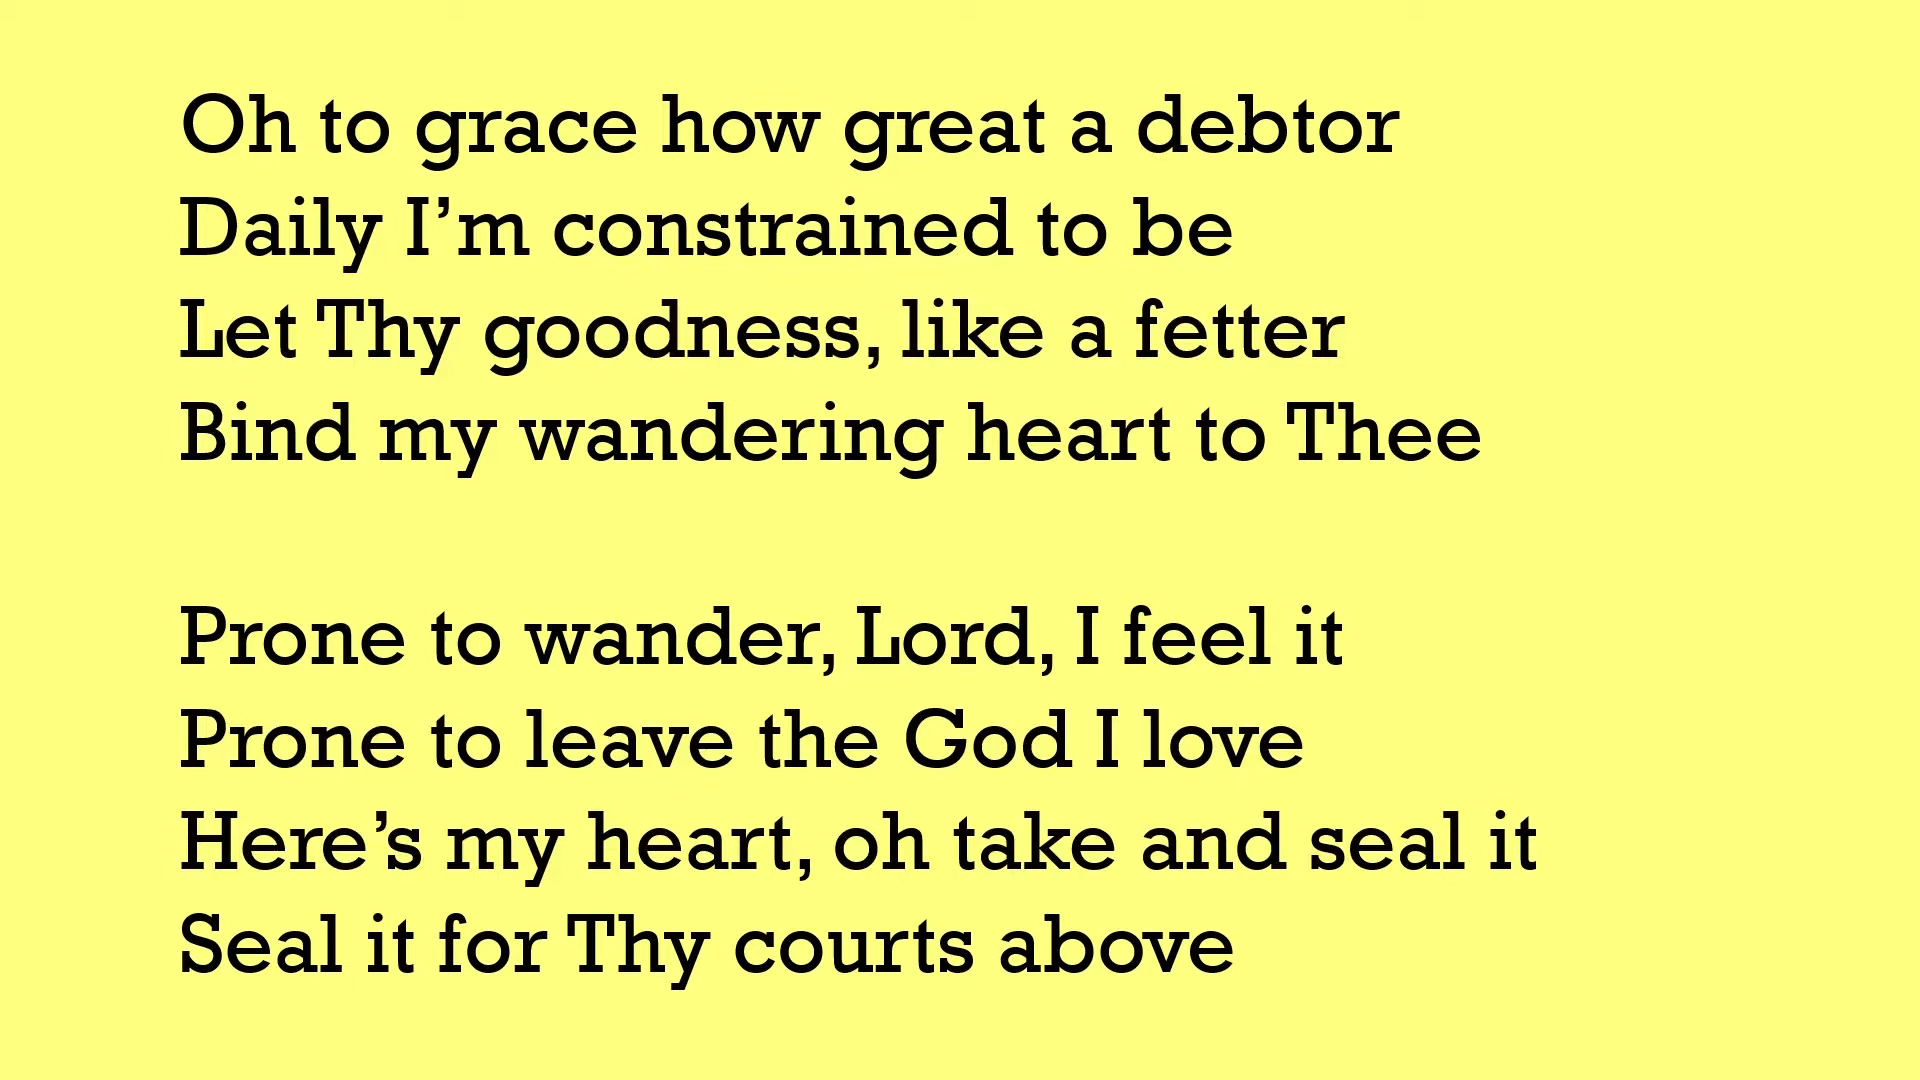 Oh to grace how great a debtor
Daily I’m constrained to be
Let Thy goodness, like a fetter
Bind my wandering heart to Thee

Prone to wander, Lord, I feel it
Prone to leave the God I love
Here’s my heart, oh take and seal it
Seal it for Thy courts above